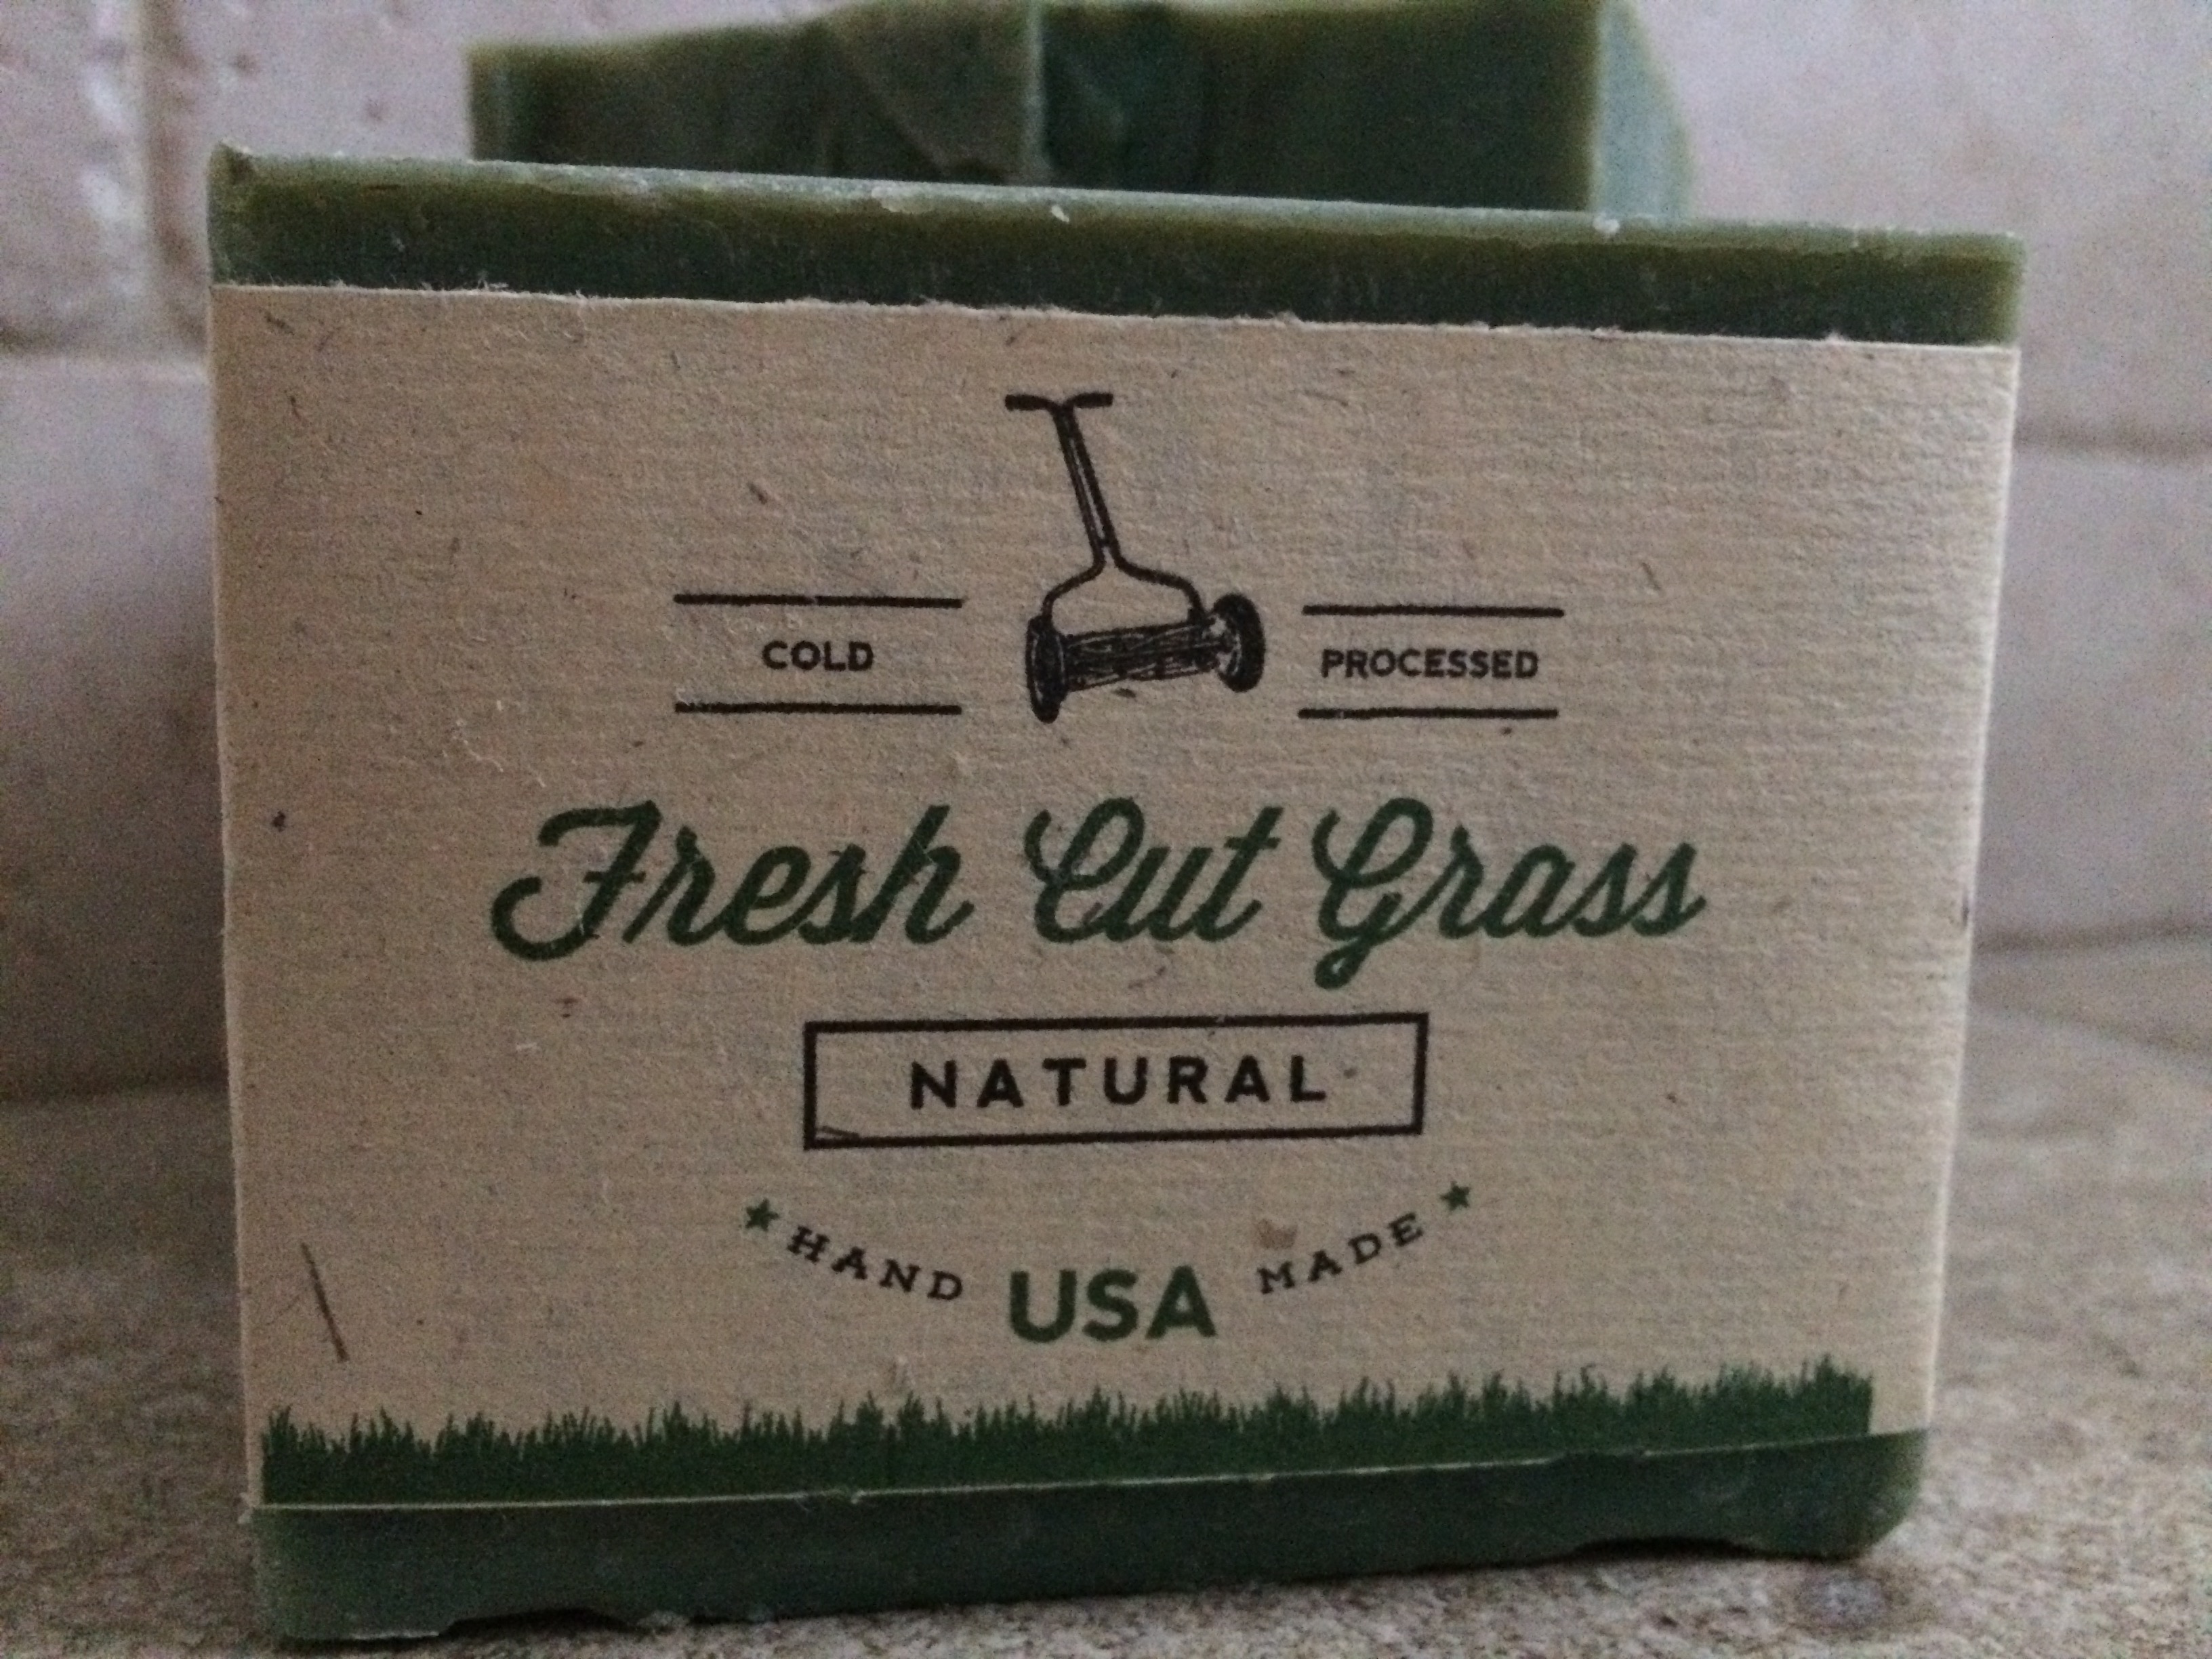 COLD PROCESSED
Fresh Cut Grass
NATURAL
HAND USA MADE